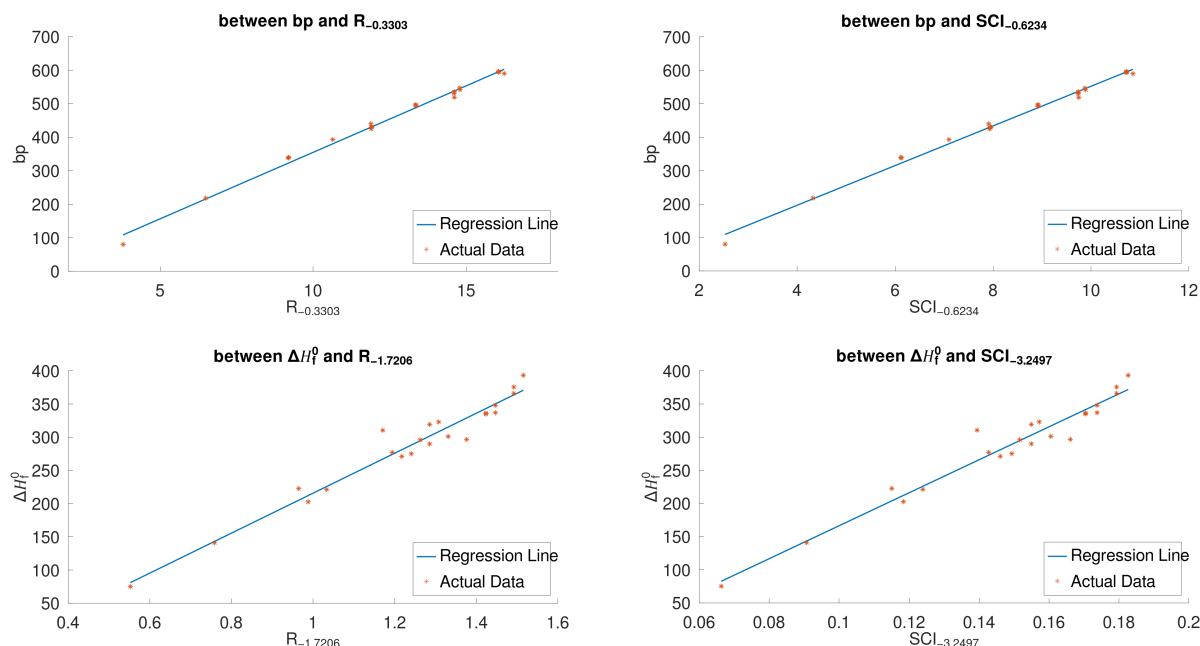 between bp and R−0.3303
700
600
500
400
300
200
100
0
bp
5
10
15
R−0.3303
Regression Line
Actual Data
between bp and SCI−0.6234
700
600
500
400
300
200
100
0
bp
2
4
6
8
10
12
SCI−0.6234
Regression Line
Actual Data
between ΔH⁰f and R−1.7206
400
350
300
250
200
150
100
50
ΔH⁰f
0.4
0.6
0.8
1
1.2
1.4
1.6
R−1.7206
Regression Line
Actual Data
between ΔH⁰f and SCI−3.2497
400
350
300
250
200
150
100
50
ΔH⁰f
0.06
0.08
0.1
0.12
0.14
0.16
0.18
0.2
SCI−3.2497
Regression Line
Actual Data